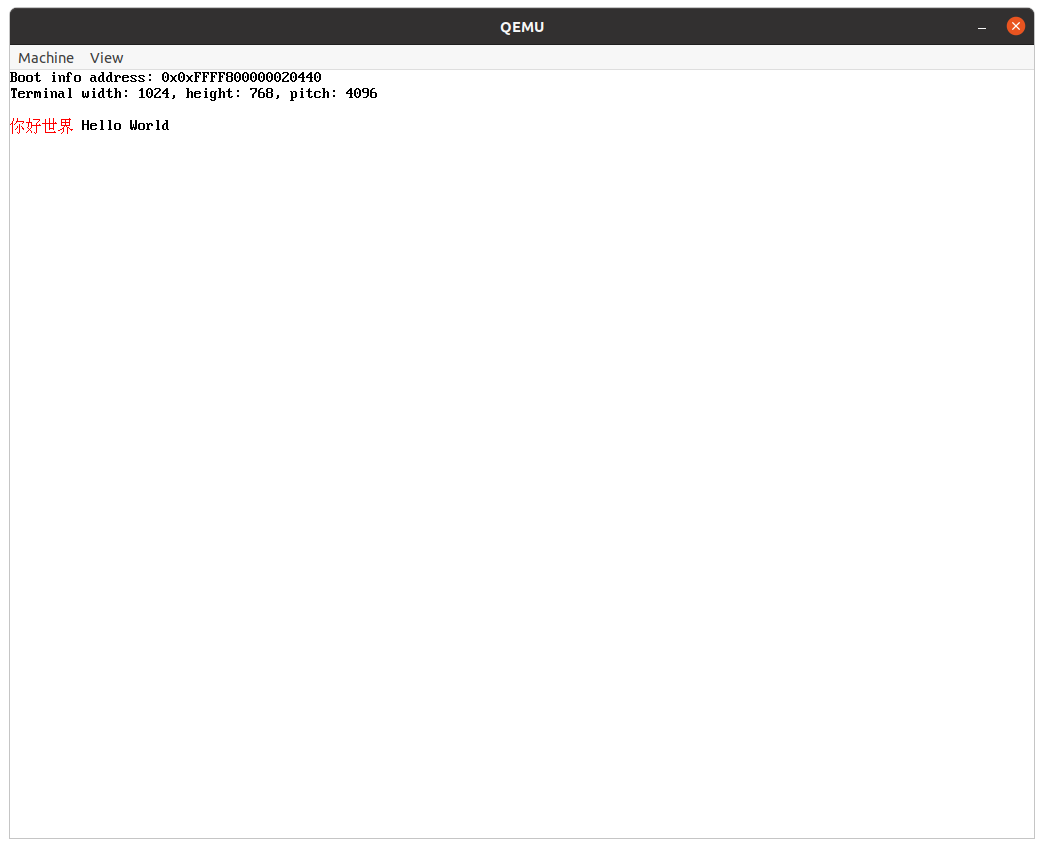 QEMU
Machine View
Boot info address: 0x0xFFFF800000020440
Terminal width: 1024, height: 768, pitch: 4096
你好世界 Hello World